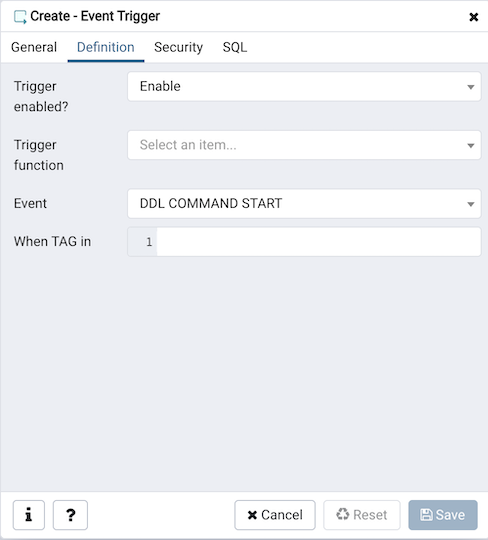 Create - Event Trigger
General Definition Security SQL
Trigger enabled? Enable
Trigger function Select an item...
Event DDL COMMAND START
When TAG in 1
i ? Cancel Reset Save